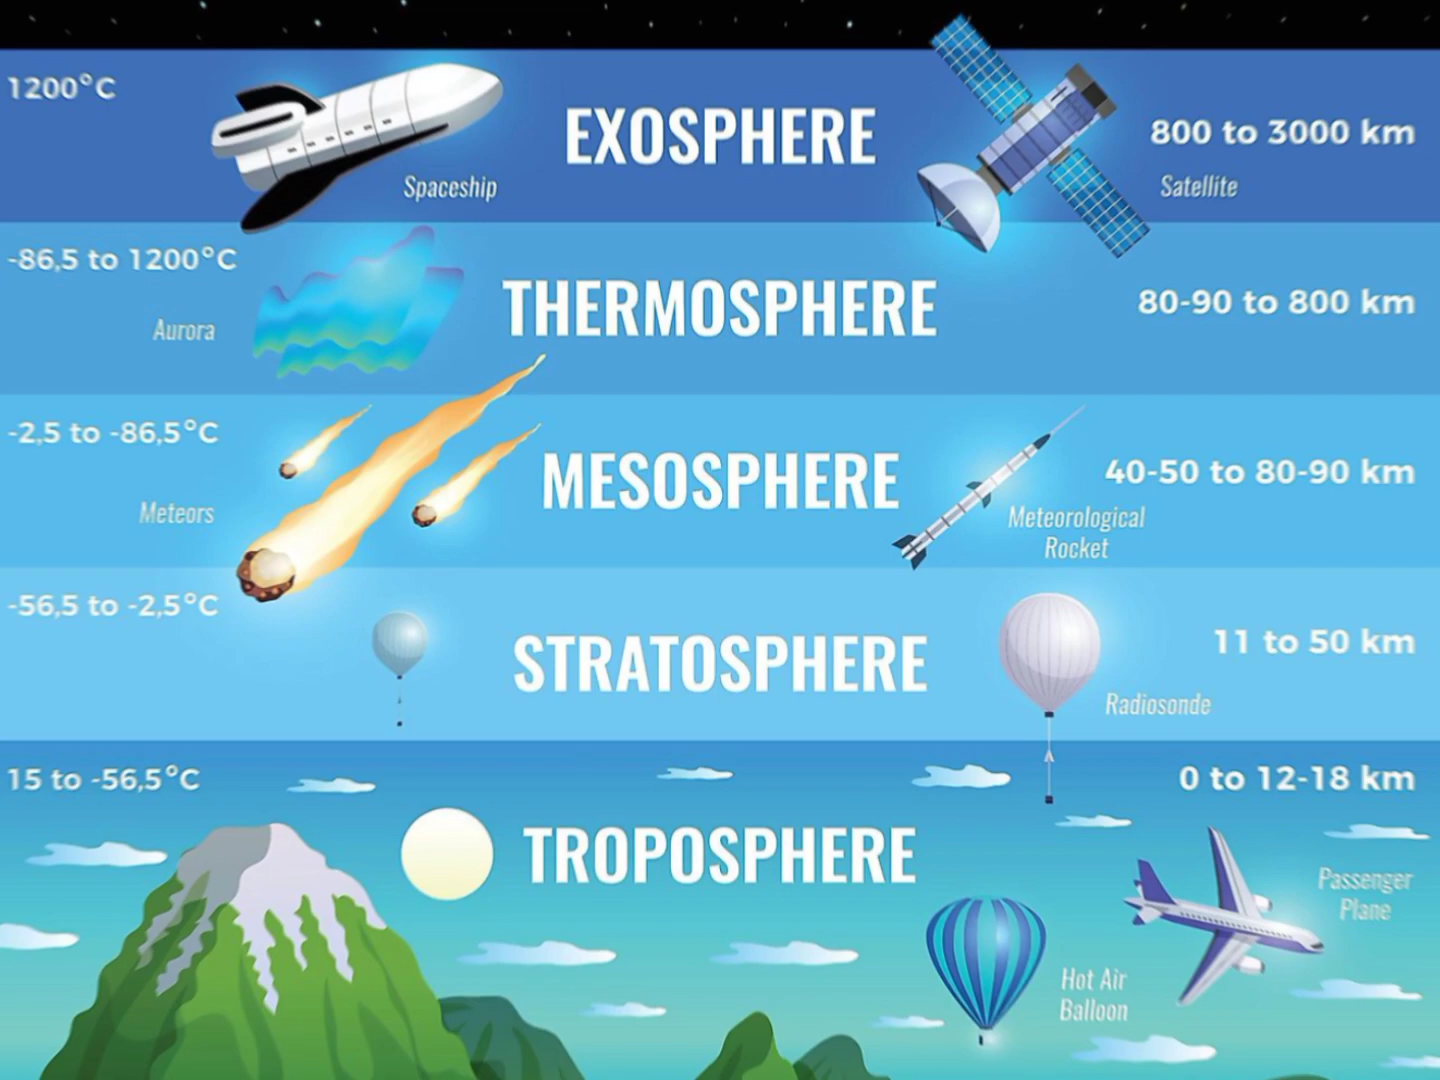 1200°C
EXOSPHERE
800 to 3000 km
Spaceship
Satellite
-86,5 to 1200°C
THERMOSPHERE
80-90 to 800 km
Aurora
-2,5 to -86,5°C
MESOSPHERE
40-50 to 80-90 km
Meteors
Meteorological
Rocket
-56,5 to -2,5°C
STRATOSPHERE
11 to 50 km
Radiosonde
15 to -56,5°C
0 to 12-18 km
TROPOSPHERE
Passenger
Plane
Hot Air
Balloon